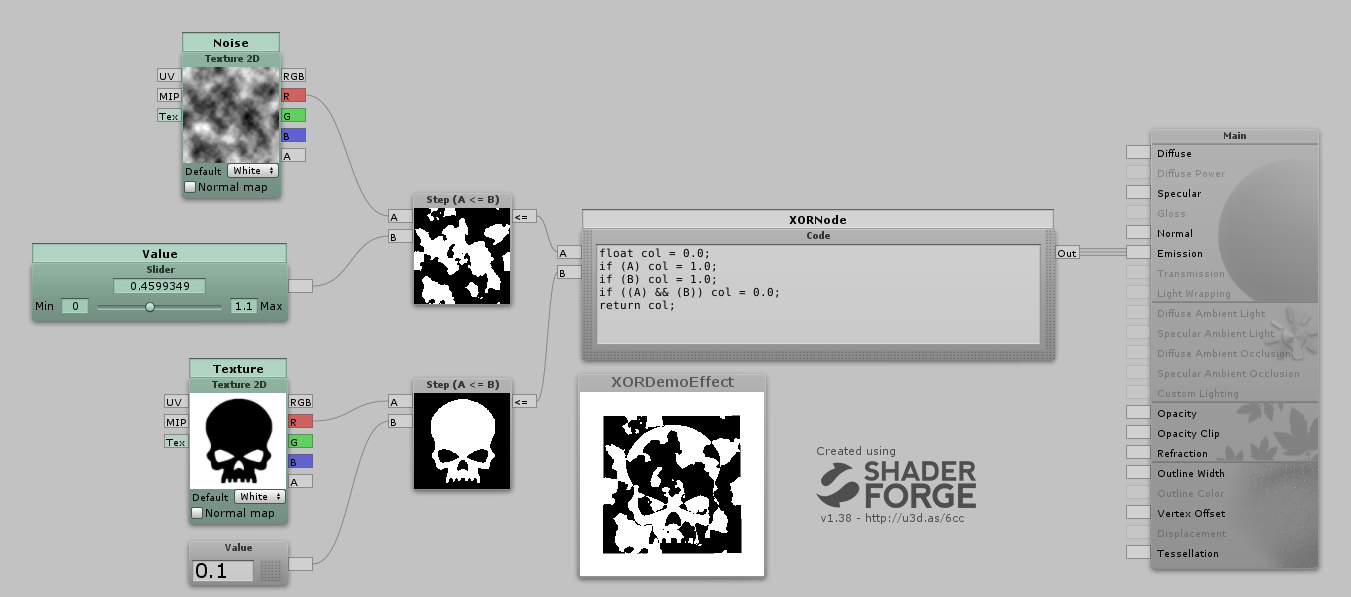 Noise
Texture 2D
UV
RGB
MIP
R
Tex
G
B
A
Default White
Normal map
Value
Slider
0.4599349
Min 0 1.1 Max
Texture
Texture 2D
UV
RGB
MIP
R
Tex
G
B
A
Default White
Normal map
Value
0.1
Step (A <= B)
A
<=
B
Step (A <= B)
A
<=
B
XORNode
Code
A
B
float col = 0.0;
if (A) col = 1.0;
if (B) col = 1.0;
if ((A) && (B)) col = 0.0;
return col;
Out
XORDemoEffect
Created using
SHADER
FORGE
v1.38 - http://u3d.as/6cc
Main
Diffuse
Diffuse Power
Specular
Gloss
Normal
Emission
Transmission
Light Wrapping
Diffuse Ambient Light
Specular Ambient Light
Diffuse Ambient Occlusion
Specular Ambient Occlusion
Custom Lighting
Opacity
Opacity Clip
Refraction
Outline Width
Outline Color
Vertex Offset
Displacement
Tessellation